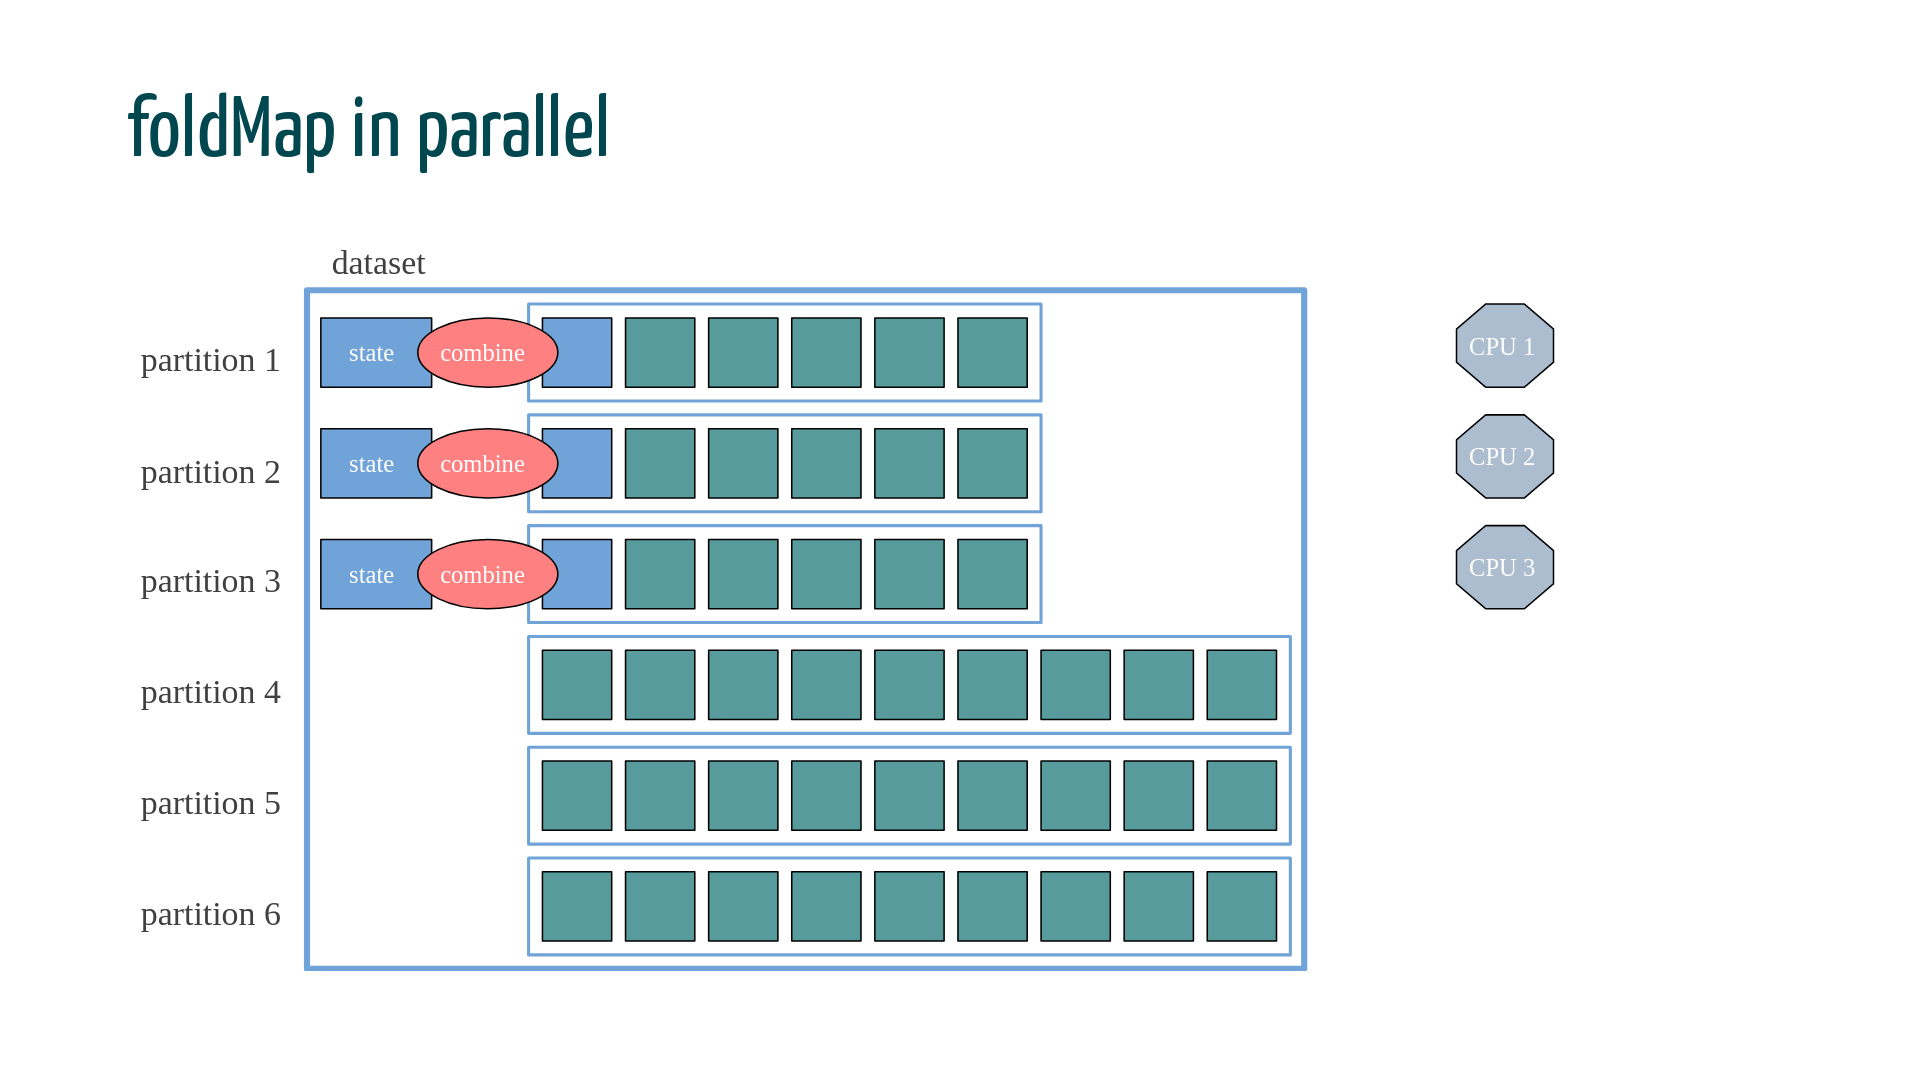 foldMap in parallel
dataset
partition 1
state
combine
CPU 1
partition 2
state
combine
CPU 2
partition 3
state
combine
CPU 3
partition 4
partition 5
partition 6